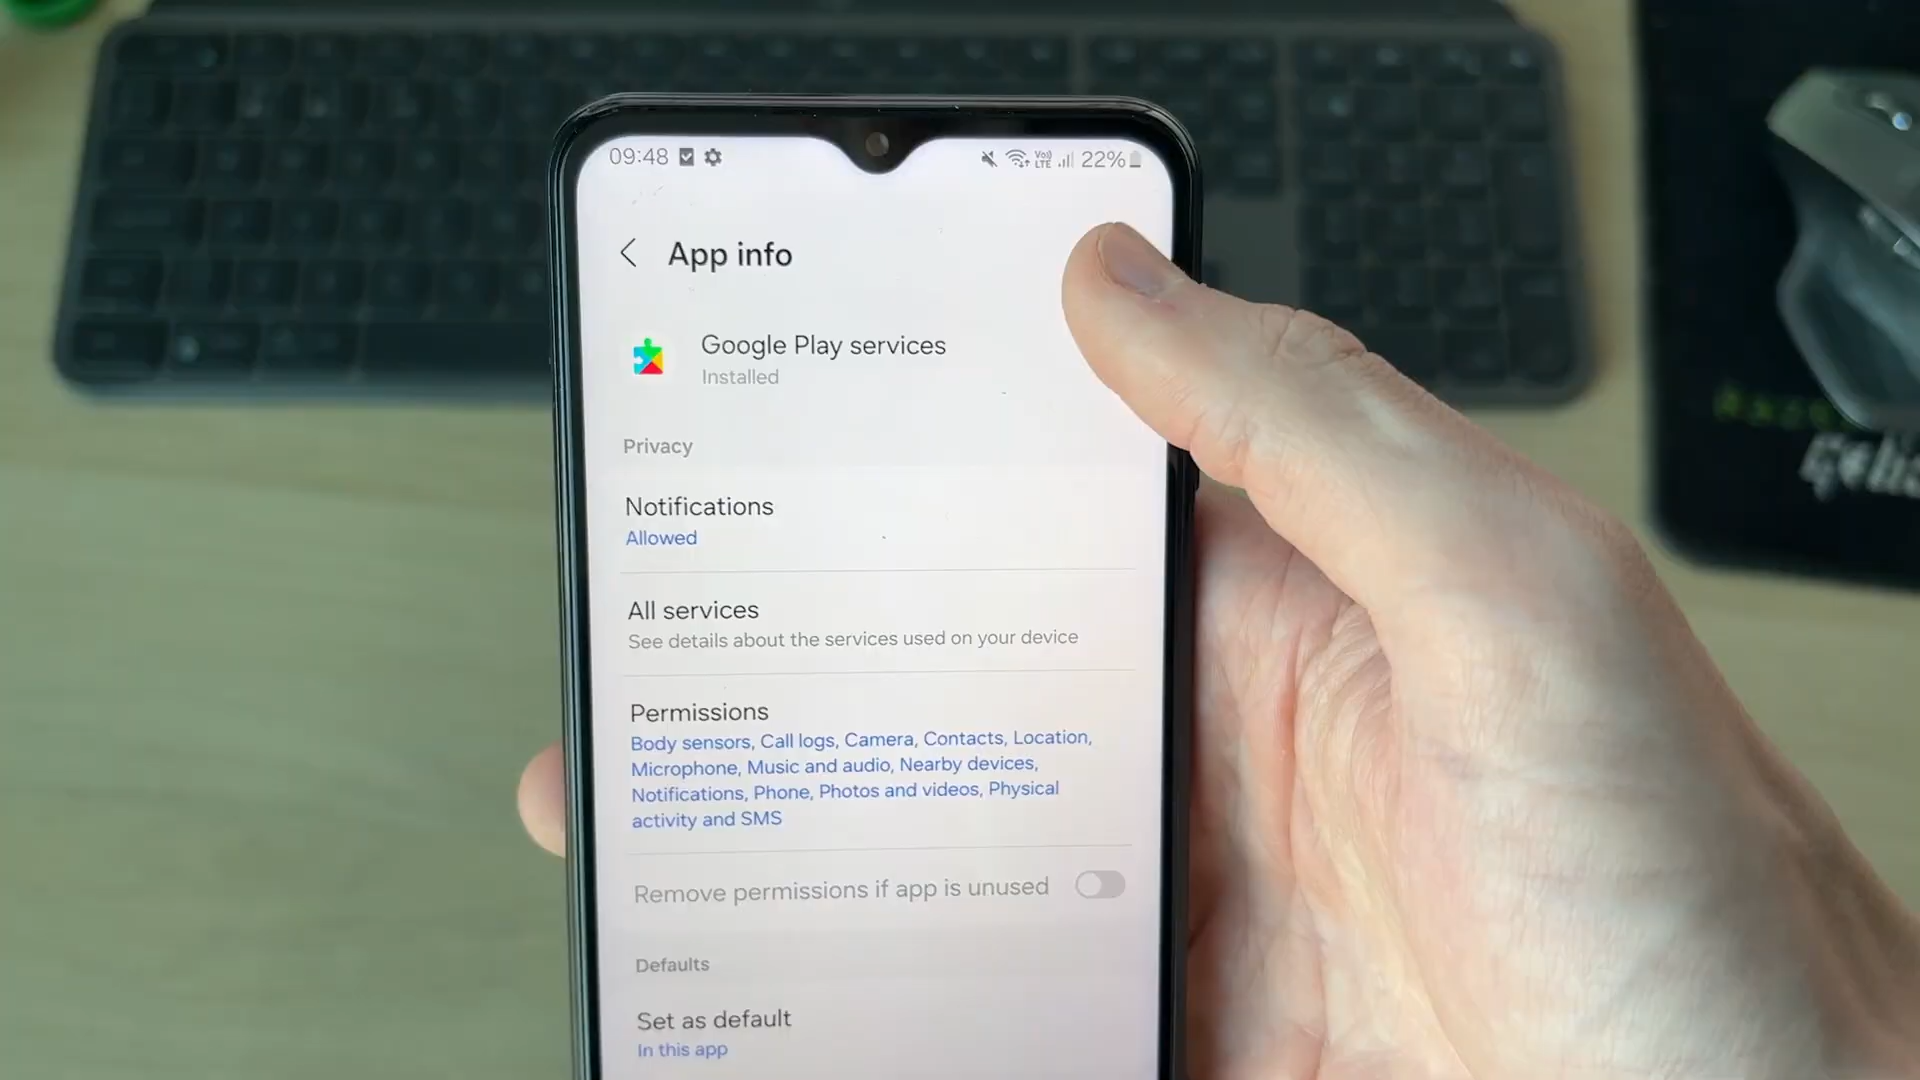 09:48 Vo)) LTE 22%
App info
Google Play services
Installed
Privacy
Notifications
Allowed
All services
See details about the services used on your device
Permissions
Body sensors, Call logs, Camera, Contacts, Location,
Microphone, Music and audio, Nearby devices,
Notifications, Phone, Photos and videos, Physical
activity and SMS
Remove permissions if app is unused
Defaults
Set as default
In this app